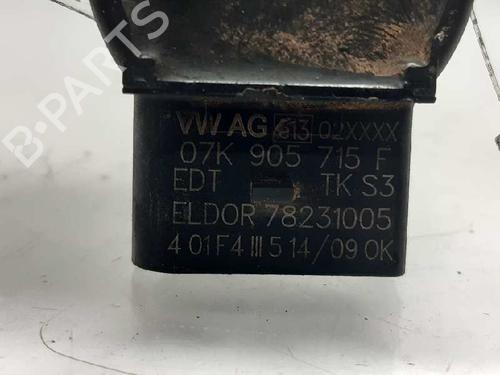 VW AG 613 02XXXX
07K 905 715 F
EDT TK S3
ELDOR 78231005
4 01F4 III 5 14/09 OK
B-PARTS